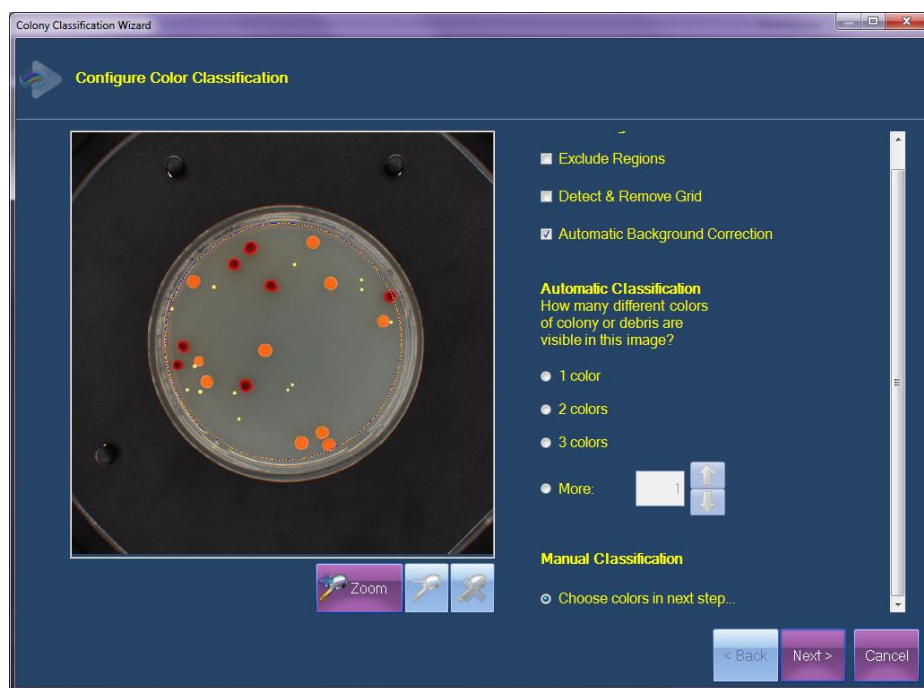 Colony Classification Wizard
Configure Color Classification
Exclude Regions
Detect & Remove Grid
Automatic Background Correction
Automatic Classification
How many different colors
of colony or debris are
visible in this image?
1 color
2 colors
3 colors
More:
1
Manual Classification
Choose colors in next step...
Zoom
< Back
Next >
Cancel